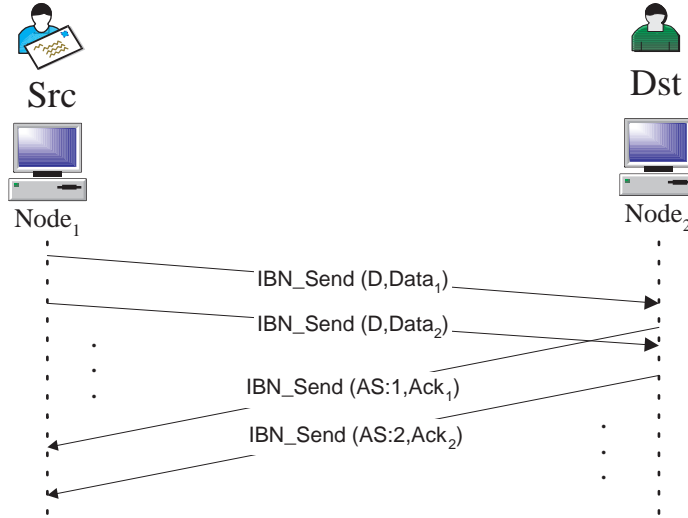 Src
Dst
Node₁
Node₂
IBN_Send (D,Data₁)
IBN_Send (D,Data₂)
IBN_Send (AS:1,Ack₁)
IBN_Send (AS:2,Ack₂)